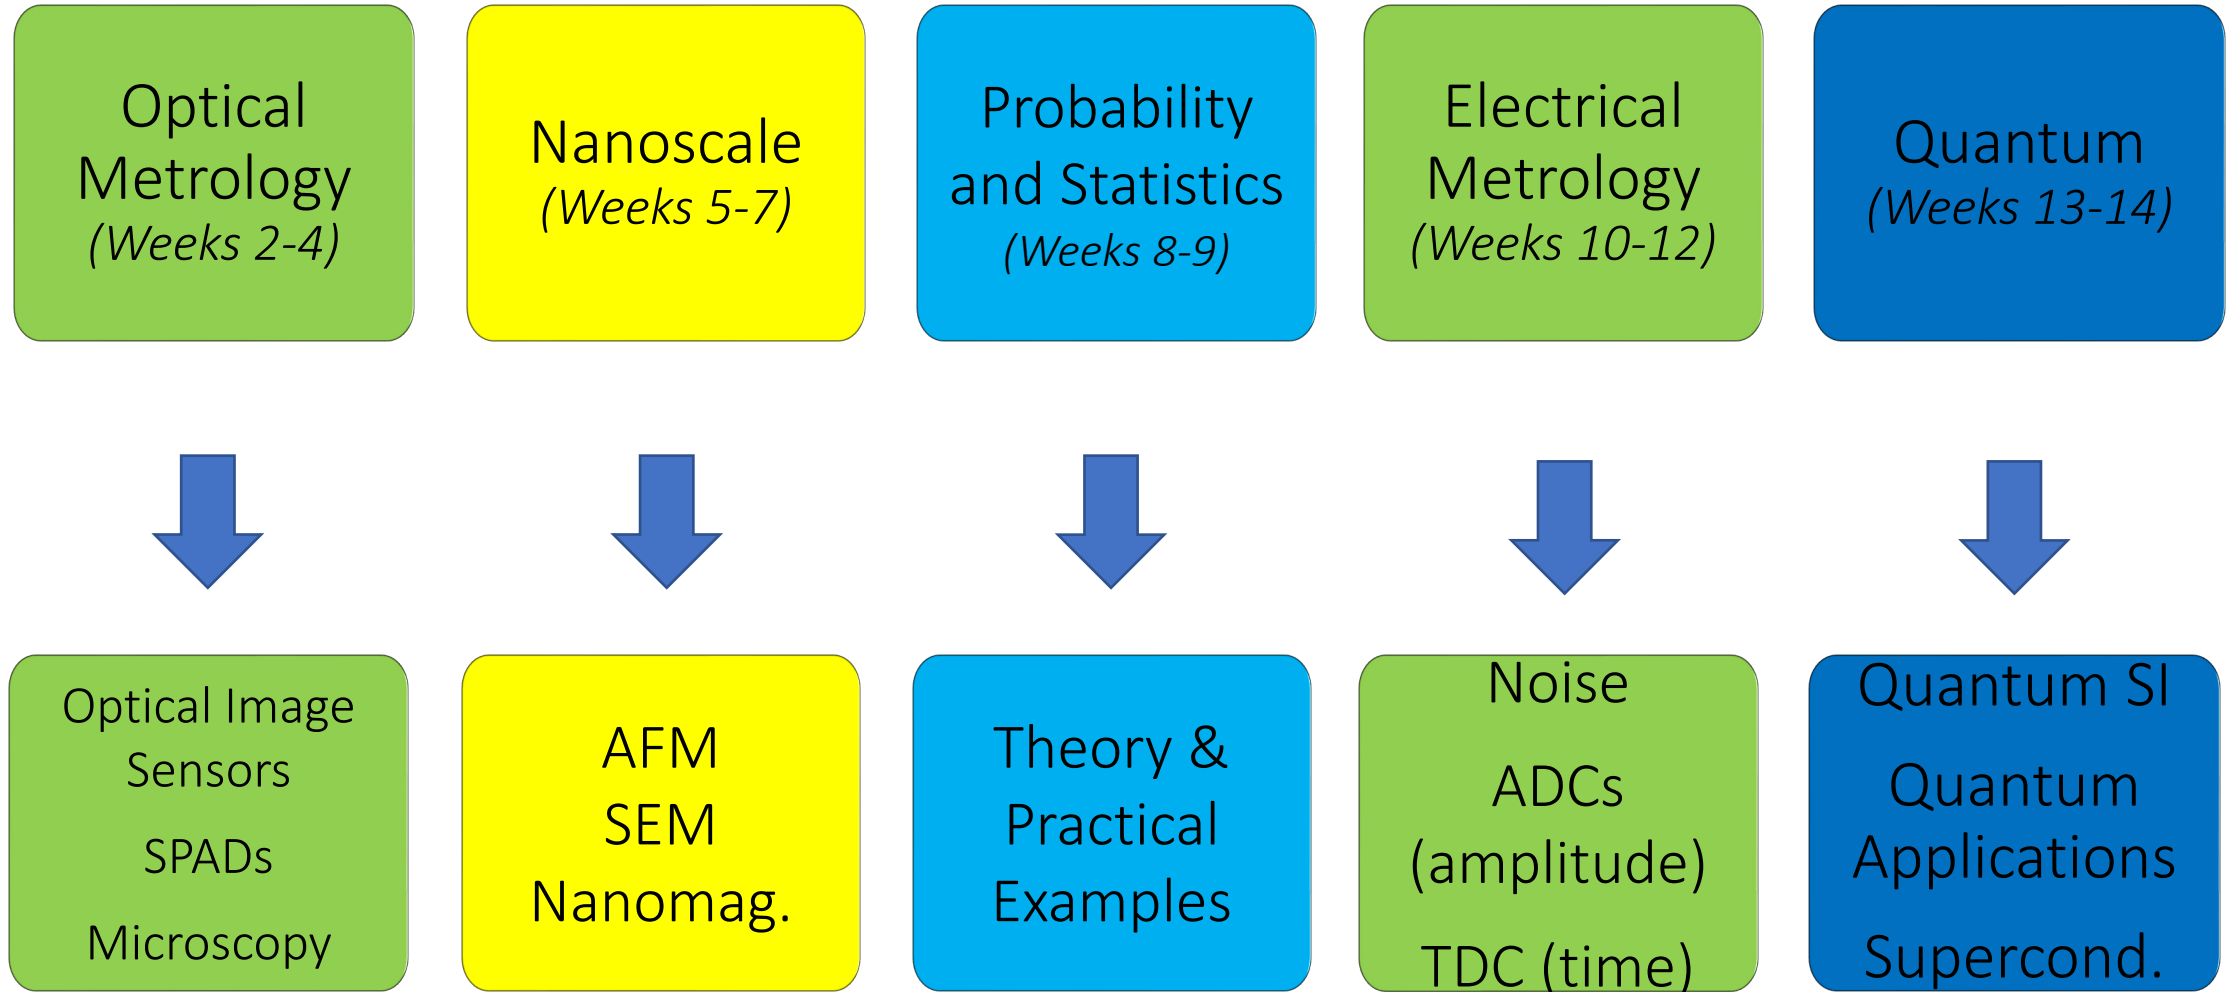 Optical
Metrology
(Weeks 2-4)
Nanoscale
(Weeks 5-7)
Probability
and Statistics
(Weeks 8-9)
Electrical
Metrology
(Weeks 10-12)
Quantum
(Weeks 13-14)
Optical Image
Sensors
SPADs
Microscopy
AFM
SEM
Nanomag.
Theory &
Practical
Examples
Noise
ADCs
(amplitude)
TDC (time)
Quantum SI
Quantum
Applications
Supercond.